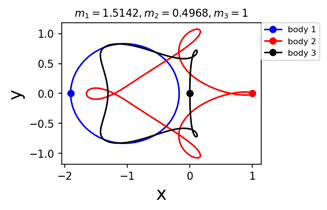 m₁ = 1.5142, m₂ = 0.4968, m₃ = 1
body 1
body 2
body 3
y
1.0
0.5
0.0
−0.5
−1.0
−2
−1
0
1
x